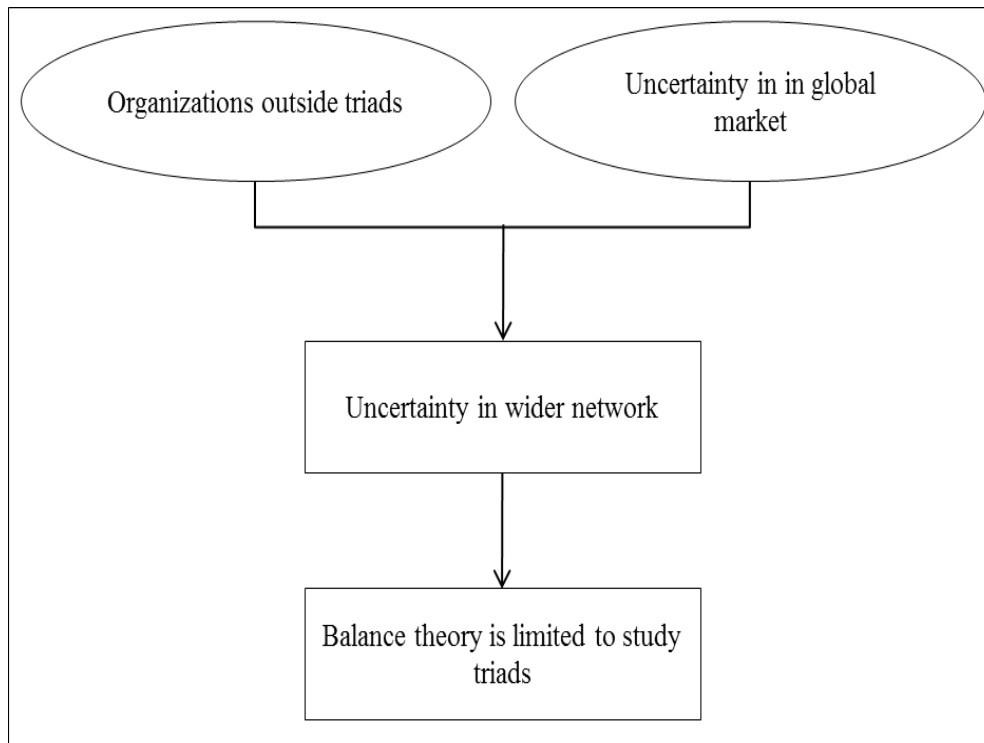 Organizations outside triads
Uncertainty in in global
market
Uncertainty in wider network
Balance theory is limited to study
triads